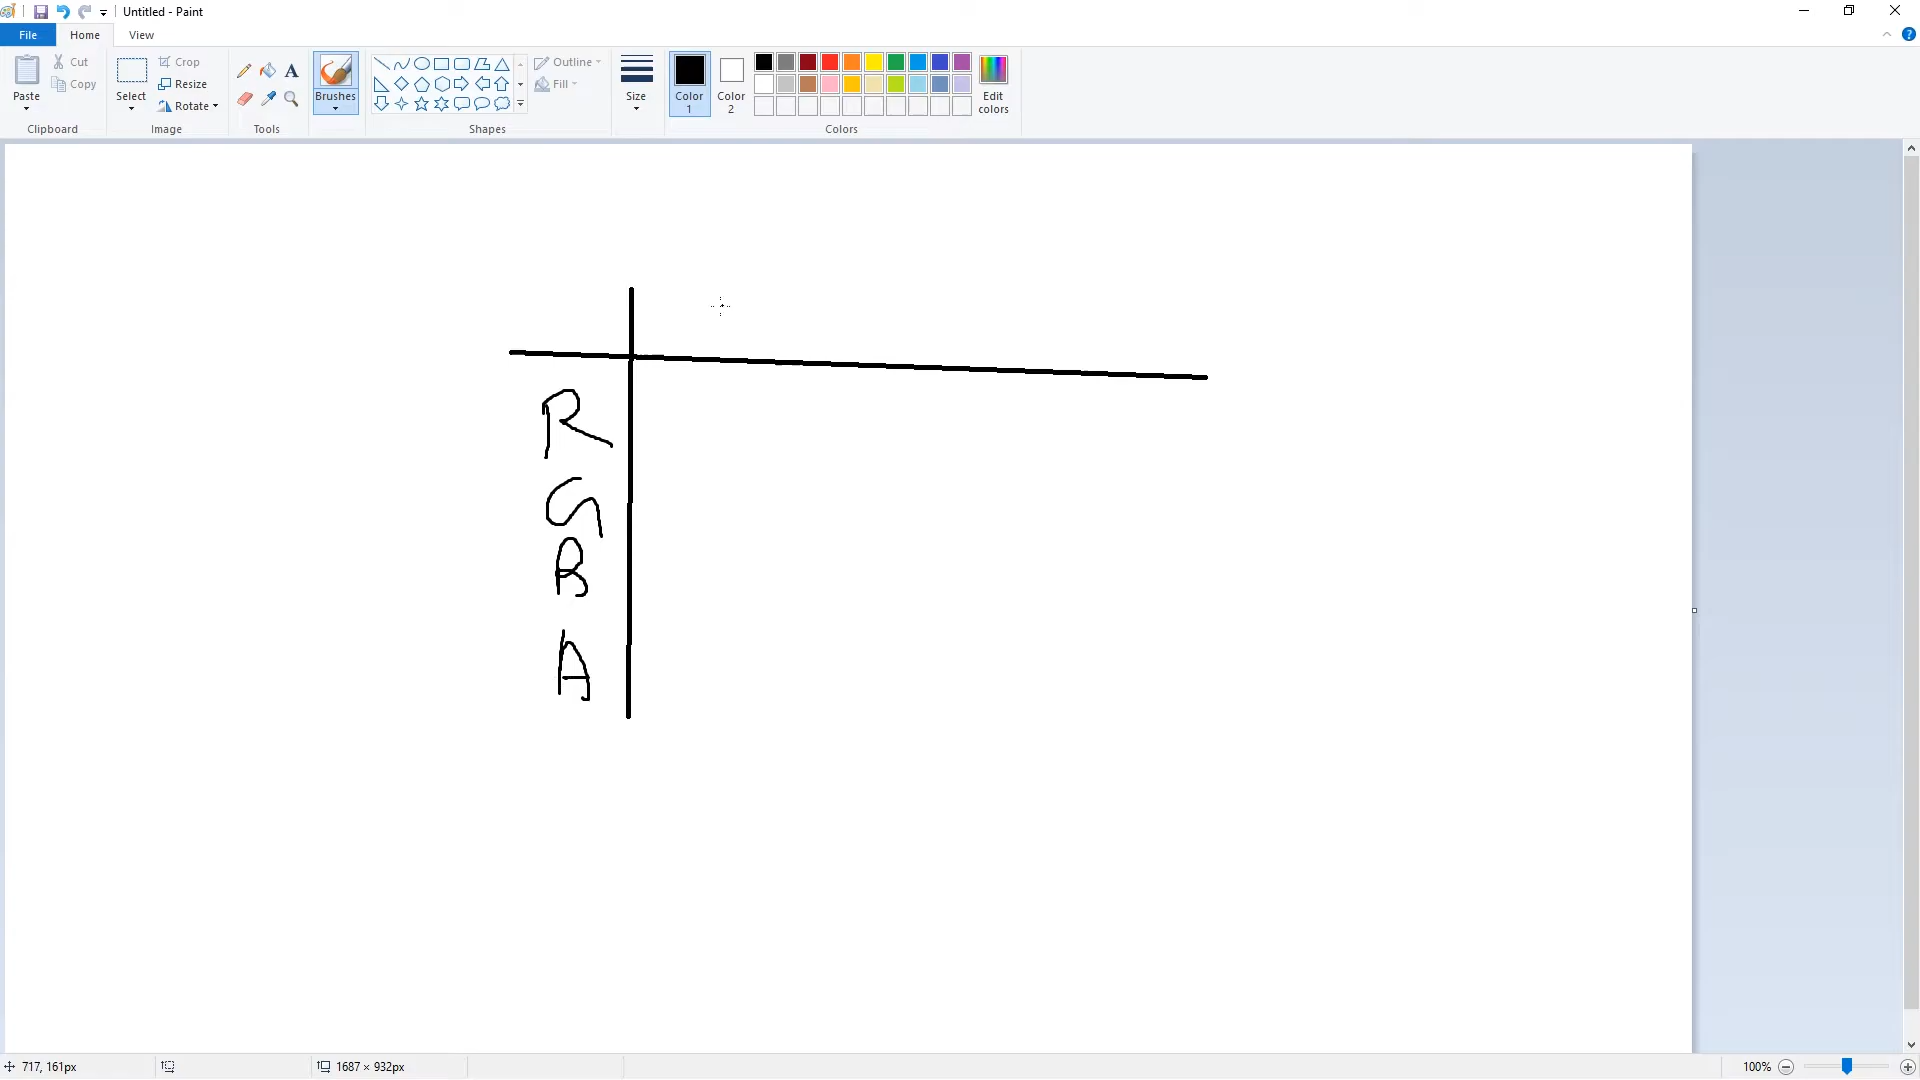 Untitled - Paint
File Home View
Paste Cut Copy Clipboard
Select Crop Resize Rotate Image
Tools
Brushes
Shapes Outline Fill
Size
Color 1 Color 2 Edit colors Colors
R
G
B
A
717, 161px 1687 × 932px 100%